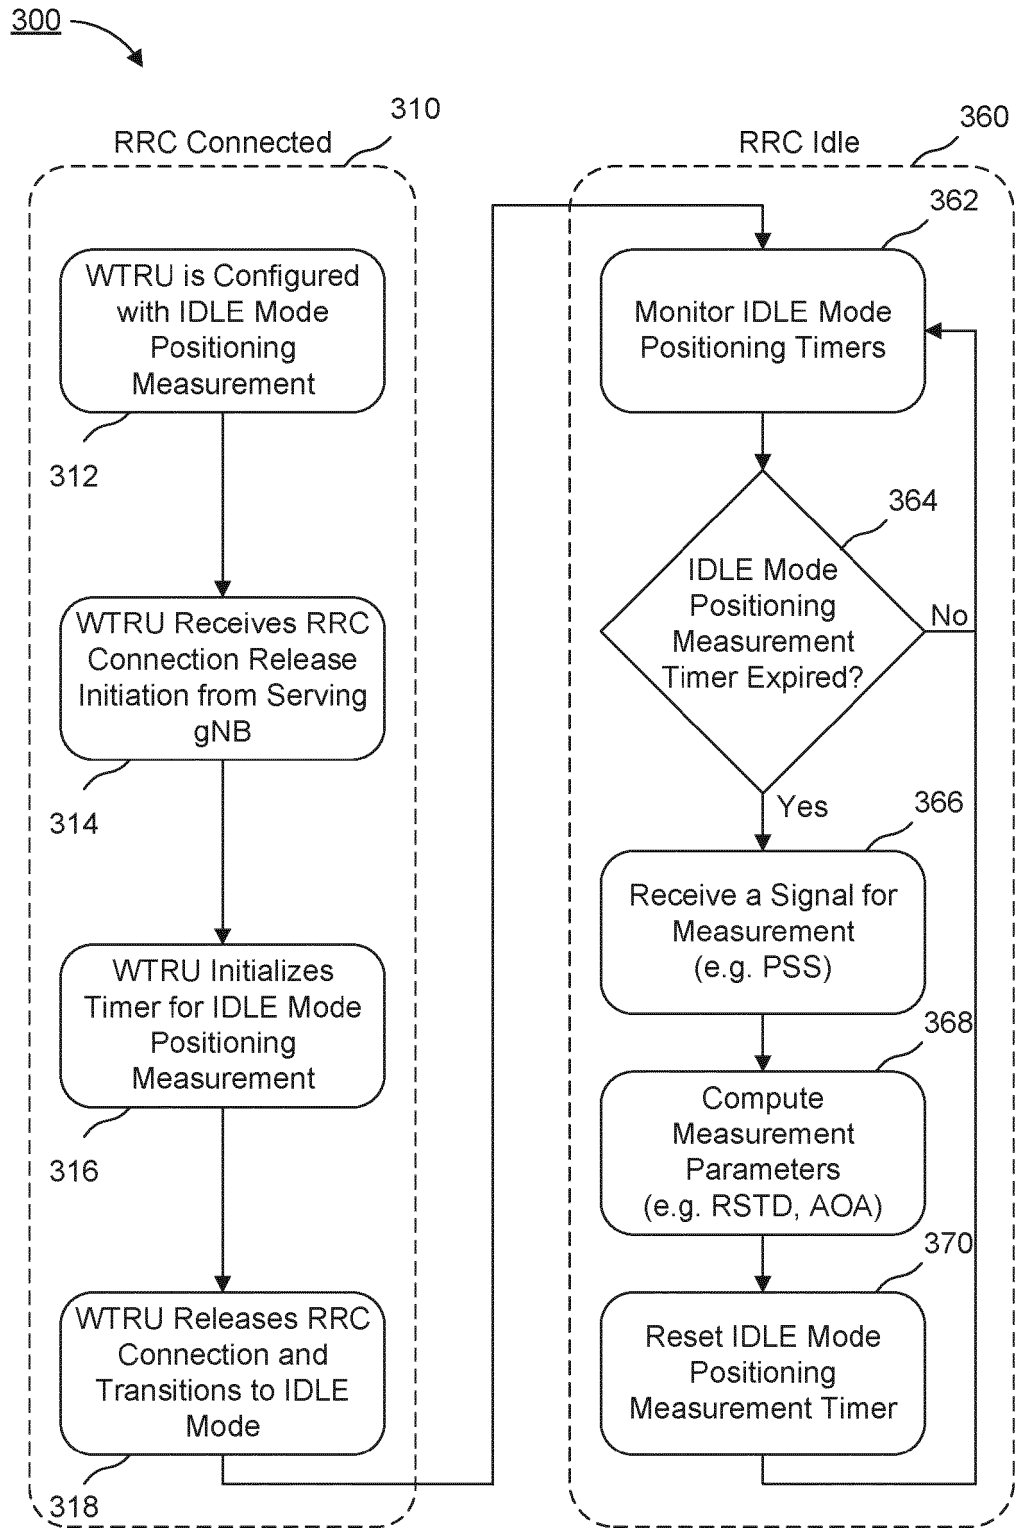 300
310
RRC Connected
WTRU is Configured
with IDLE Mode
Positioning
Measurement
312
WTRU Receives RRC
Connection Release
Initiation from Serving
gNB
314
WTRU Initializes
Timer for IDLE Mode
Positioning
Measurement
316
WTRU Releases RRC
Connection and
Transitions to IDLE
Mode
318
360
RRC Idle
362
Monitor IDLE Mode
Positioning Timers
364
IDLE Mode
Positioning
Measurement
Timer Expired?
No
Yes
366
Receive a Signal for
Measurement
(e.g. PSS)
368
Compute
Measurement
Parameters
(e.g. RSTD, AOA)
370
Reset IDLE Mode
Positioning
Measurement Timer